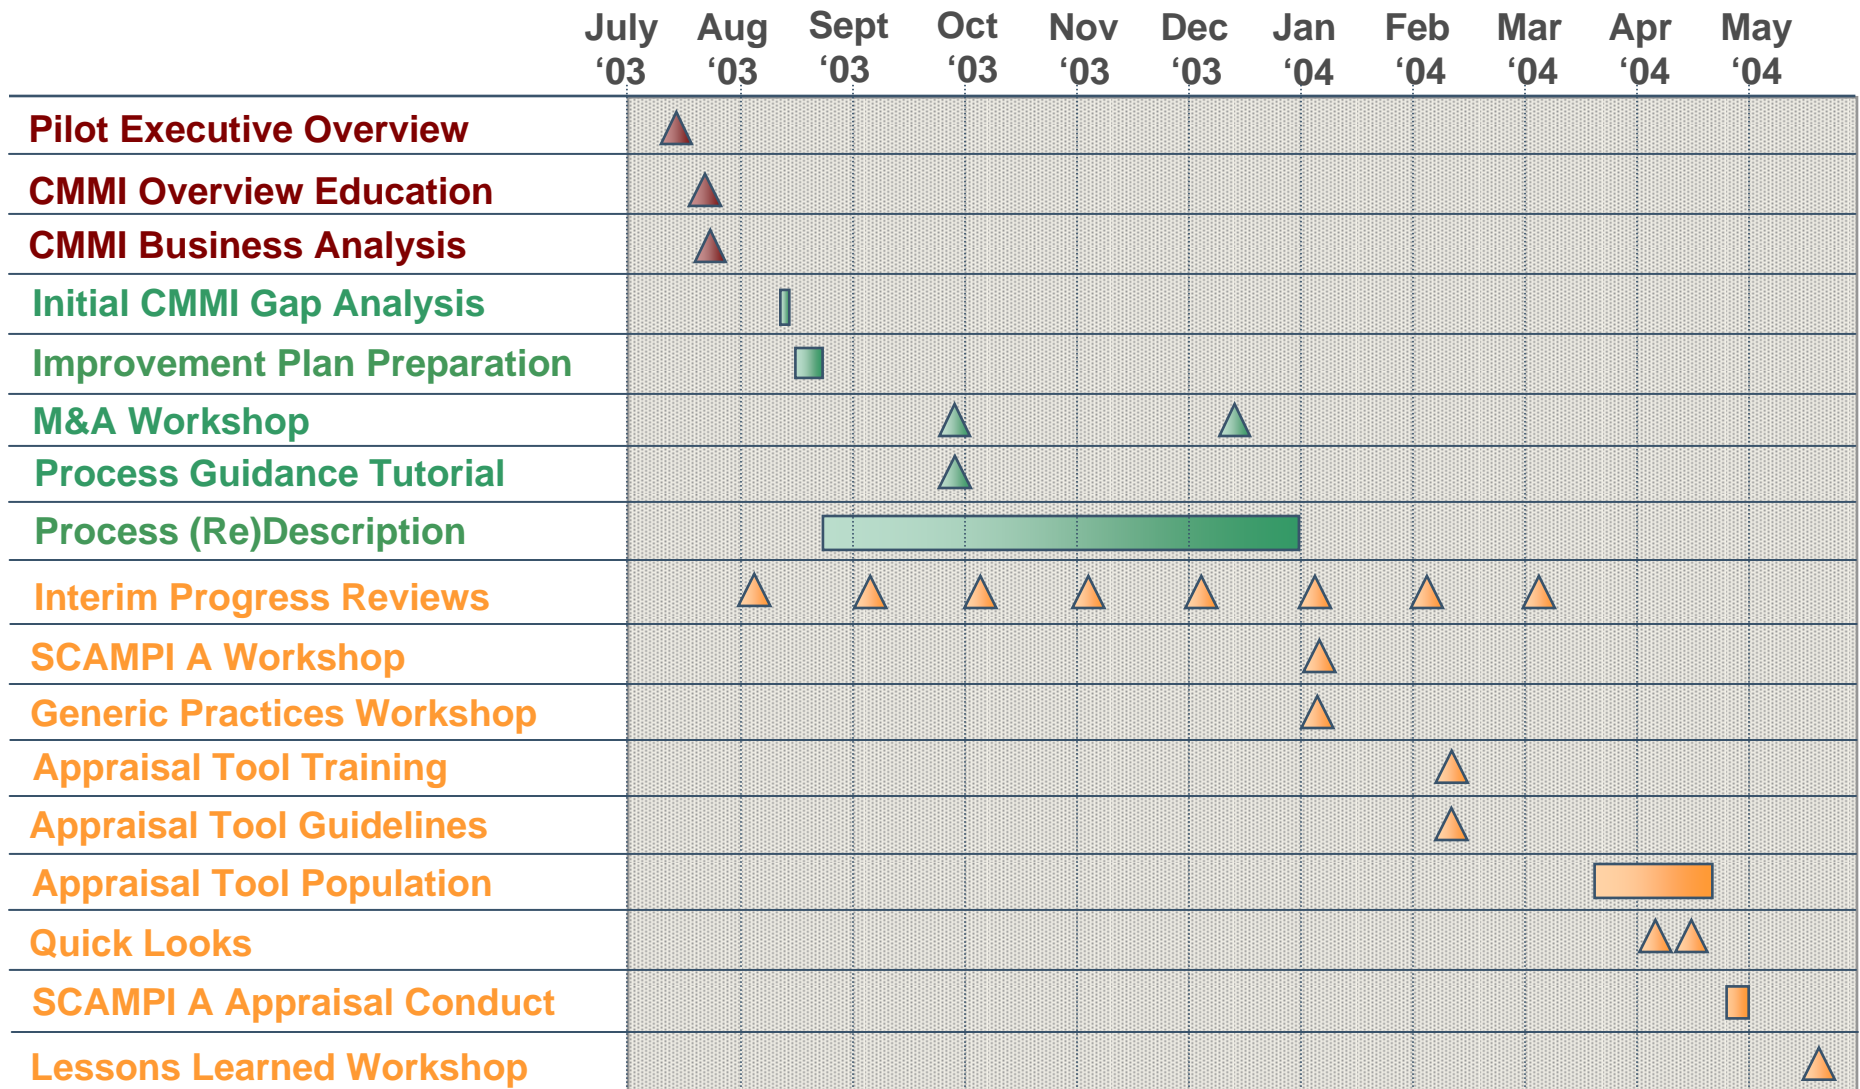 July Aug Sept Oct Nov Dec Jan Feb Mar Apr May
‘03 ‘03 ‘03 ‘03 ‘03 ‘03 ‘04 ‘04 ‘04 ‘04 ‘04
Pilot Executive Overview
CMMI Overview Education
CMMI Business Analysis
Initial CMMI Gap Analysis
Improvement Plan Preparation
M&A Workshop
Process Guidance Tutorial
Process (Re)Description
Interim Progress Reviews
SCAMPI A Workshop
Generic Practices Workshop
Appraisal Tool Training
Appraisal Tool Guidelines
Appraisal Tool Population
Quick Looks
SCAMPI A Appraisal Conduct
Lessons Learned Workshop